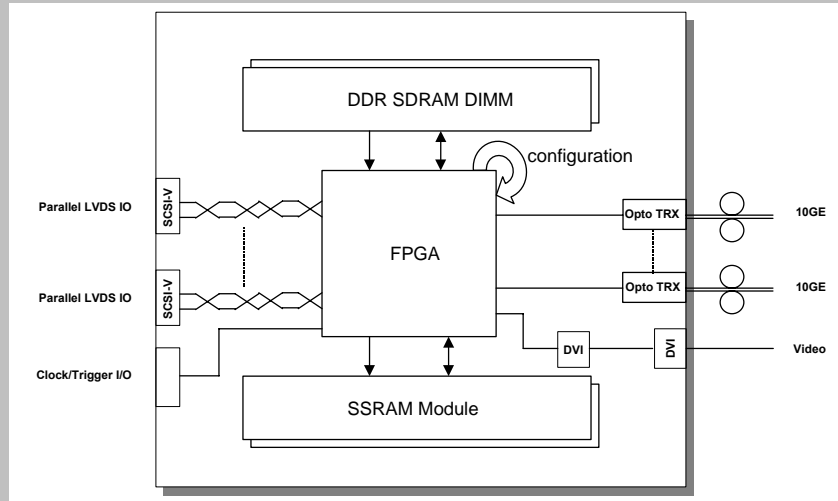 DDR SDRAM DIMM
configuration
Parallel LVDS IO
SCSI-V
Opto TRX
10GE
FPGA
Parallel LVDS IO
SCSI-V
Opto TRX
10GE
DVI
DVI
Video
Clock/Trigger I/O
SSRAM Module